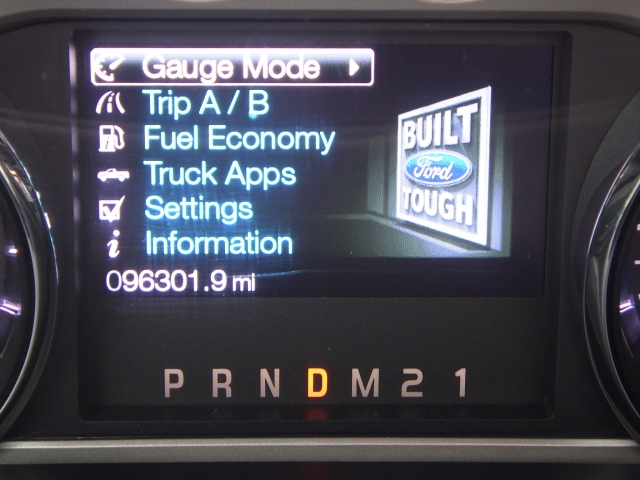 Gauge Mode
Trip A / B
Fuel Economy
Truck Apps
Settings
Information
096301.9 mi
BUILT
Ford
TOUGH
P R N D M 2 1